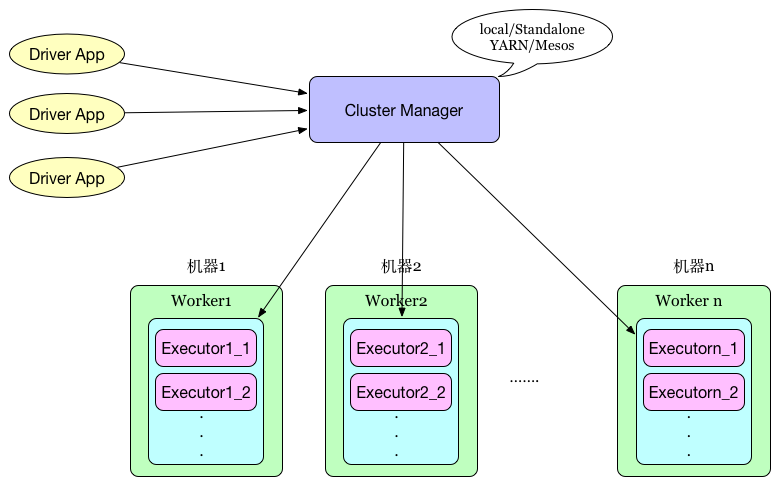 local/Standalone
YARN/Mesos
Driver App
Driver App
Driver App
Cluster Manager
机器1
机器2
机器n
Worker1
Worker2
Worker n
Executor1_1
Executor1_2
Executor2_1
Executor2_2
.......
Executorn_1
Executorn_2